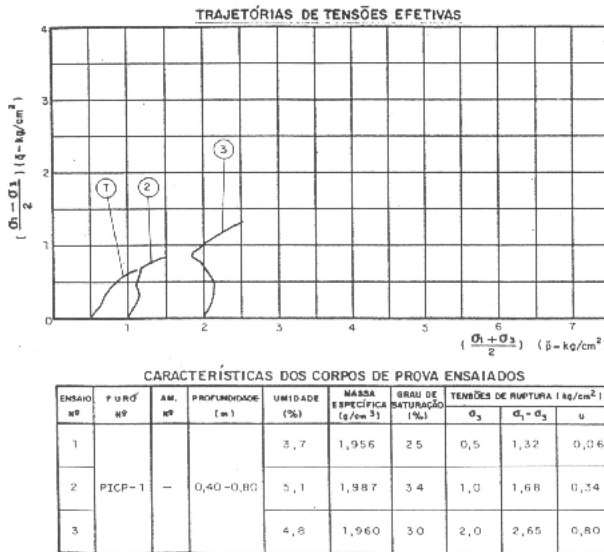 TRAJETÓRIAS DE TENSÕES EFETIVAS
4
3
2
1
0
(σ1 - σ3 / 2) (q̄ - kg/cm²)
1 2 3
0 1 2 3 4 5 6 7
(σ1 + σ3 / 2) (p̄ - kg/cm²
CARACTERÍSTICAS DOS CORPOS DE PROVA ENSAIADOS
ENSAIO Nº FURO Nº AM. Nº PROFUNDIDADE (m) UMIDADE (%) MASSA ESPECÍFICA (g/cm³) GRAU DE SATURAÇÃO (%) TENSÕES DE RUPTURA (kg/cm²)
σ3 σ1-σ3 u
1 3,7 1,956 25 0,5 1,32 0,06
2 PICP-1 — 0,40-0,80 5,1 1,987 34 1,0 1,68 0,34
3 4,8 1,960 30 2,0 2,65 0,80